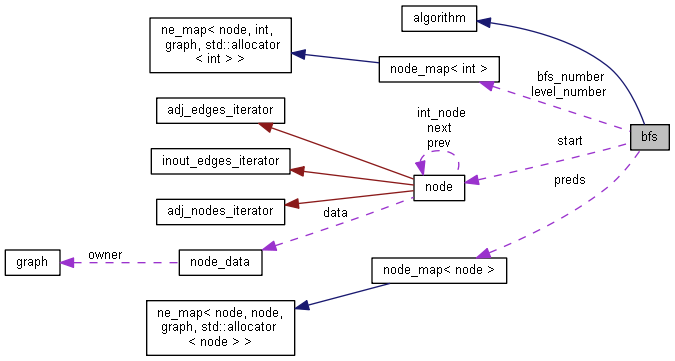 algorithm
ne_map< node, int,
graph, std::allocator
< int > >
node_map< int >
bfs_number
level_number
adj_edges_iterator
int_node
next
prev
bfs
start
inout_edges_iterator
node
preds
adj_nodes_iterator
data
owner
graph
node_data
node_map< node >
ne_map< node, node,
graph, std::allocator
< node > >